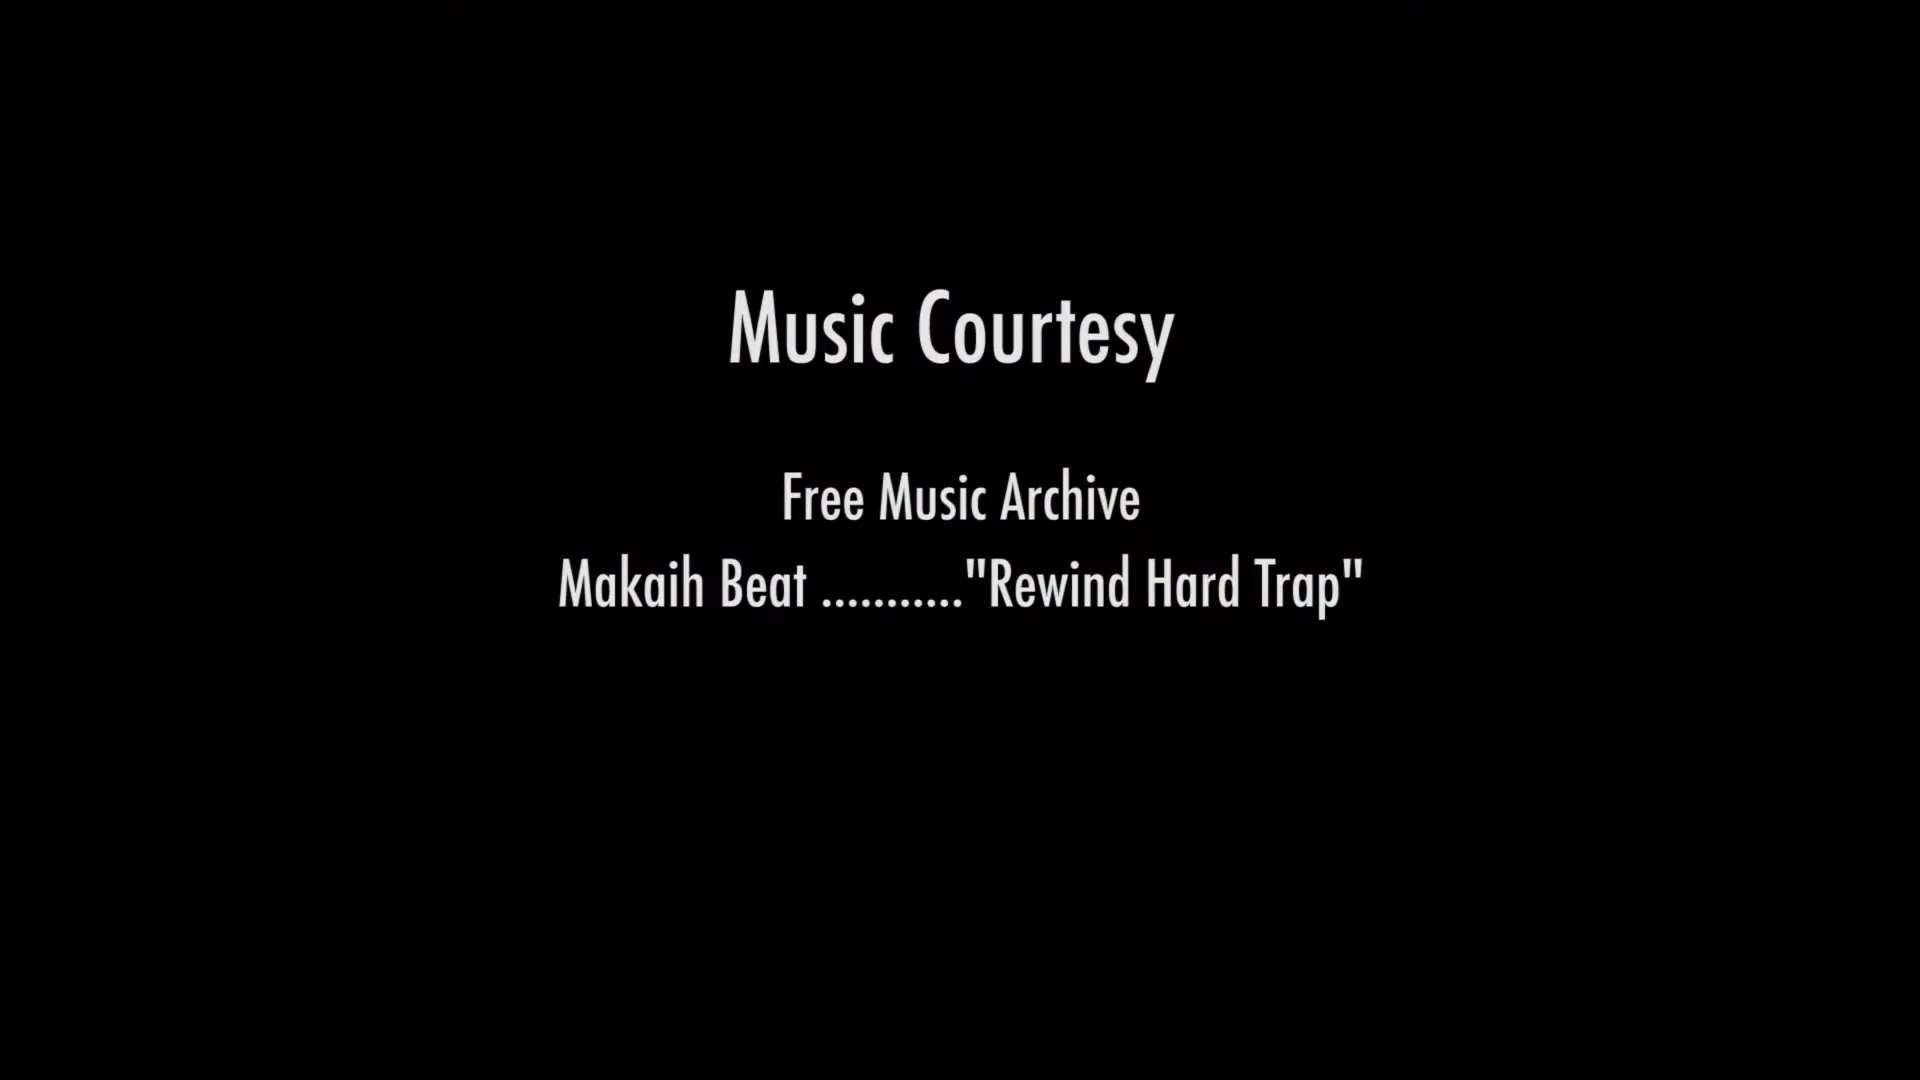 Music Courtesy
Free Music Archive
Makaih Beat ..........."Rewind Hard Trap"